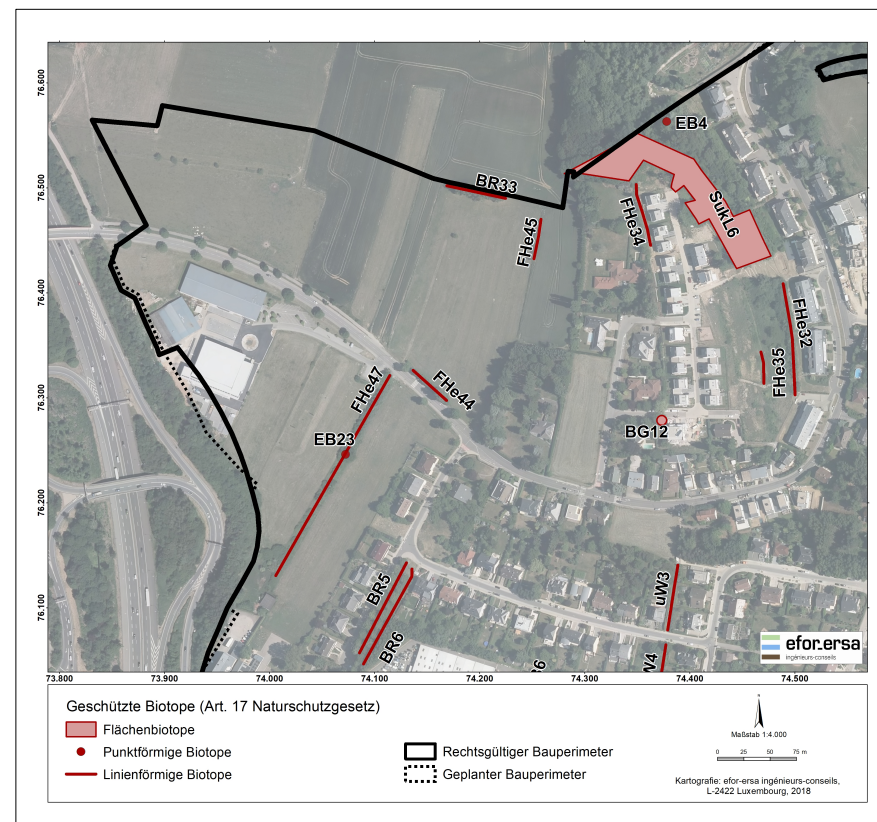 76.600
76.500
76.400
76.300
76.200
76.100
EB4
BR33
SukL6
FHe34
FHe45
FHe32
FHe35
FHe47
FHe44
EB23
BG12
BR5
BR6
uW3
W4
efor-ersa
ingénieurs-conseils
73.800 73.900 74.000 74.100 74.200 74.300 74.400 74.500
Geschützte Biotope (Art. 17 Naturschutzgesetz)
Flächenbiotope
Punktförmige Biotope
Linienförmige Biotope
Rechtsgültiger Bauperimeter
Geplanter Bauperimeter
N
Maßstab 1:4.000
0 25 50 75 m
Kartografie: efor-ersa ingénieurs-conseils,
L-2422 Luxembourg, 2018